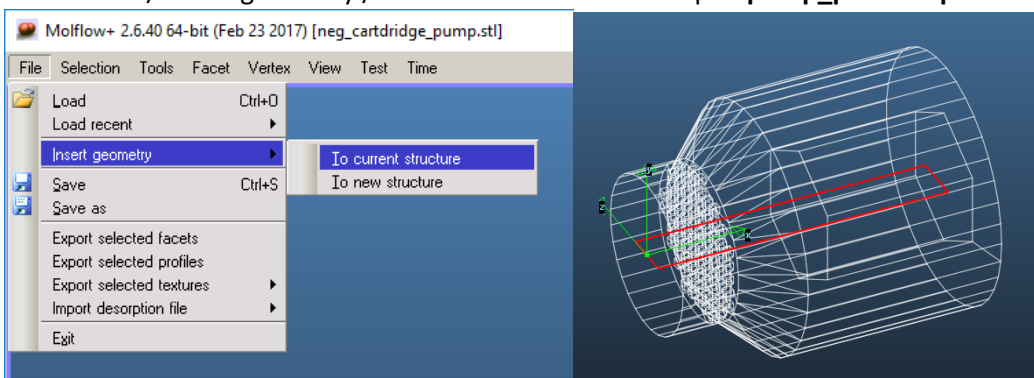 Molflow+ 2.6.40 64-bit (Feb 23 2017) [neg_cartdridge_pump.stl]
File Selection Tools Facet Vertex View Test Time
Load Ctrl+O
Load recent
Insert geometry
To current structure
To new structure
Save Ctrl+S
Save as
Export selected facets
Export selected profiles
Export selected textures
Import desorption file
Exit
y
z
x